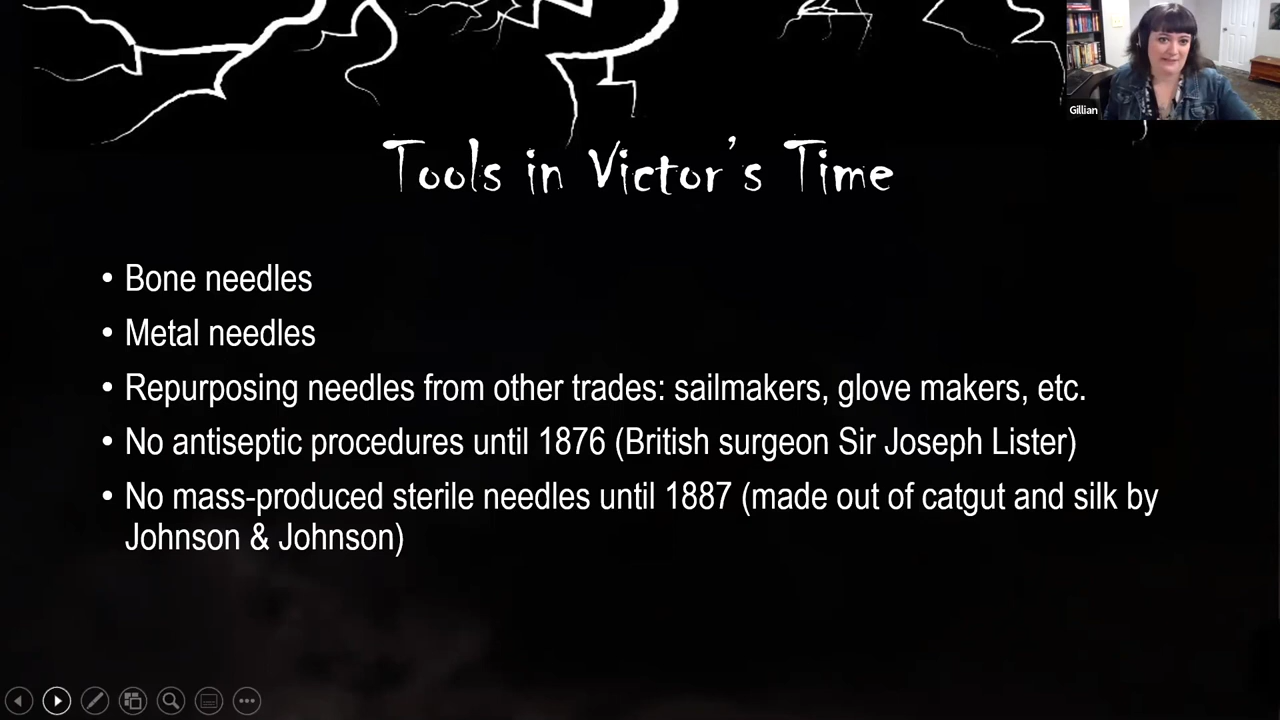 Gillian
Tools in Victor's Time
• Bone needles
• Metal needles
• Repurposing needles from other trades: sailmakers, glove makers, etc.
• No antiseptic procedures until 1876 (British surgeon Sir Joseph Lister)
• No mass-produced sterile needles until 1887 (made out of catgut and silk by
Johnson & Johnson)